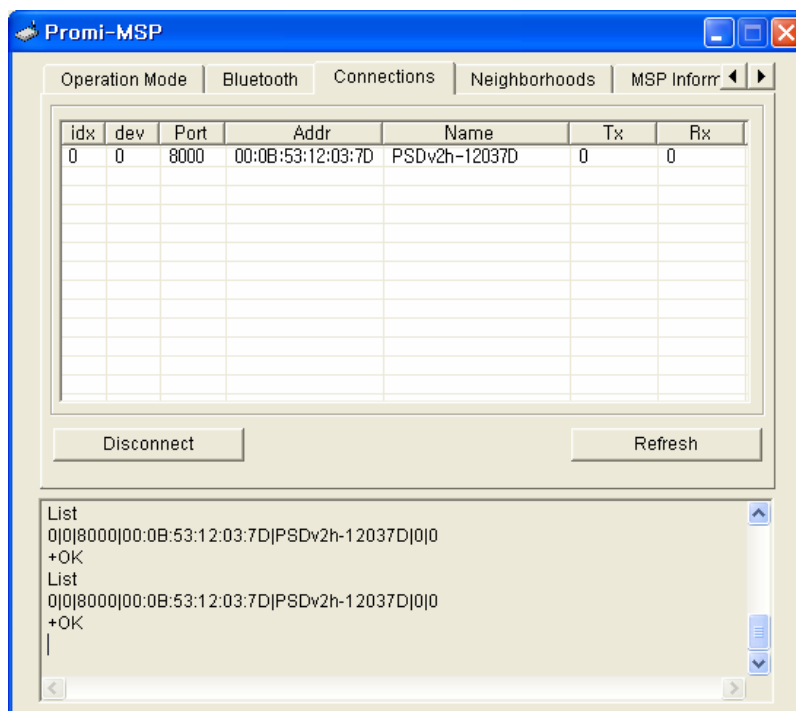 Promi-MSP
Operation Mode Bluetooth Connections Neighborhoods MSP Inform
idx dev Port Addr Name Tx Rx
0 0 8000 00:0B:53:12:03:7D PSDv2h-12037D 0 0
Disconnect Refresh
List
0|0|8000|00:0B:53:12:03:7D|PSDv2h-12037D|0|0
+OK
List
0|0|8000|00:0B:53:12:03:7D|PSDv2h-12037D|0|0
+OK